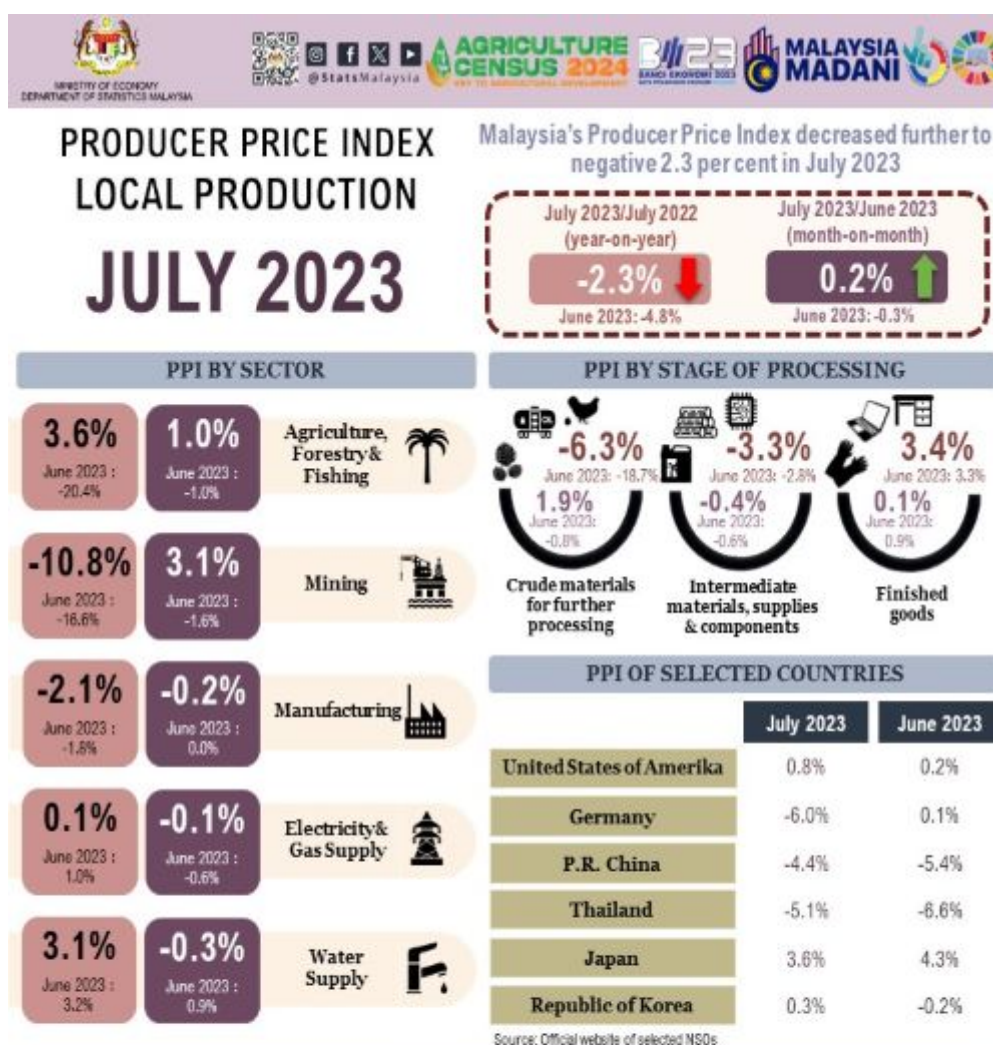 MINISTRY OF ECONOMY
DEPARTMENT OF STATISTICS MALAYSIA
@StatsMalaysia
AGRICULTURE
CENSUS 2024
KEY TO AGRICULTURAL DEVELOPMENT
BANCI EKONOMI 2023
MALAYSIA
MADANI
PRODUCER PRICE INDEX
LOCAL PRODUCTION
JULY 2023
Malaysia's Producer Price Index decreased further to
negative 2.3 per cent in July 2023
July 2023/July 2022
(year-on-year)
-2.3%
June 2023: -4.8%
July 2023/June 2023
(month-on-month)
0.2%
June 2023: -0.3%
PPI BY SECTOR
3.6%
June 2023 :
-20.4%
1.0%
June 2023 :
-1.0%
Agriculture,
Forestry &
Fishing
-10.8%
June 2023 :
-16.6%
3.1%
June 2023 :
-1.6%
Mining
-2.1%
June 2023 :
-1.8%
-0.2%
June 2023 :
0.0%
Manufacturing
0.1%
June 2023 :
1.0%
-0.1%
June 2023 :
-0.6%
Electricity &
Gas Supply
3.1%
June 2023 :
3.2%
-0.3%
June 2023 :
0.9%
Water
Supply
PPI BY STAGE OF PROCESSING
-6.3%
June 2023: -18.7%
1.9%
June 2023:
-0.8%
Crude materials
for further
processing
-3.3%
June 2023: -2.8%
-0.4%
June 2023:
-0.6%
Intermediate
materials, supplies
& components
3.4%
June 2023: 3.3%
0.1%
June 2023:
0.9%
Finished
goods
PPI OF SELECTED COUNTRIES
July 2023 June 2023
United States of Amerika 0.8% 0.2%
Germany -6.0% 0.1%
P.R. China -4.4% -5.4%
Thailand -5.1% -6.6%
Japan 3.6% 4.3%
Republic of Korea 0.3% -0.2%
Source: Official website of selected NSOs